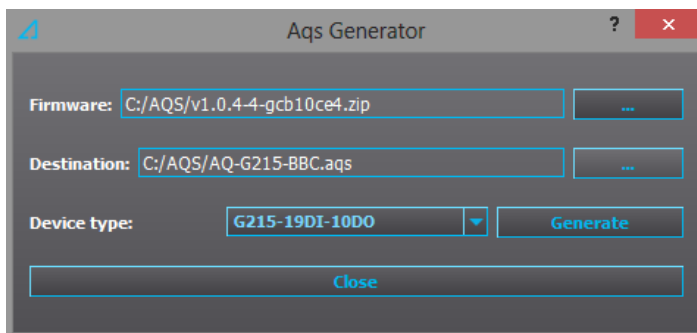 Aqs Generator ? ×
Firmware: C:/AQS/v1.0.4-4-gcb10ce4.zip ...
Destination: C:/AQS/AQ-G215-BBC.aqs ...
Device type: G215-19DI-10DO Generate
Close